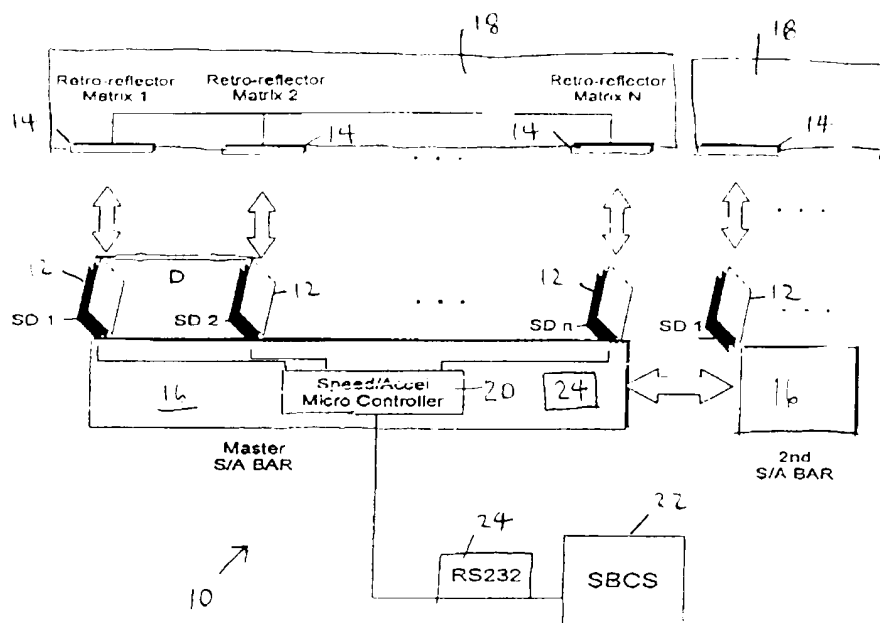 18 18
Retro-reflector Matrix 1
Retro-reflector Matrix 2
Retro-reflector Matrix N
14 14 14 14
12 D 12 12 12
SD 1 SD 2 SD n SD 1
. . . . . . . . .
16 Speed/Accel Micro Controller 20 24 16
Master S/A BAR
2nd S/A BAR
24 22
RS232 SBCS
10